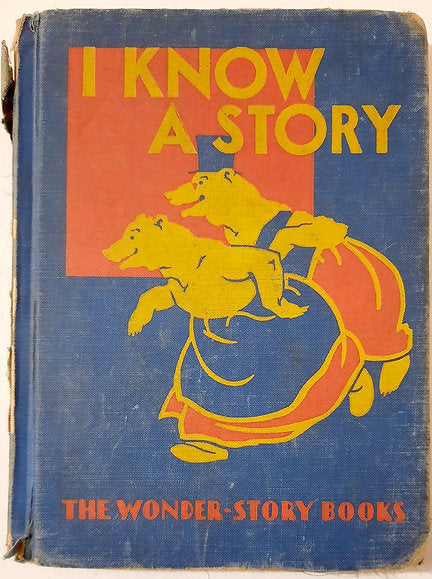 I KNOW
A STORY
THE WONDER-STORY BOOKS